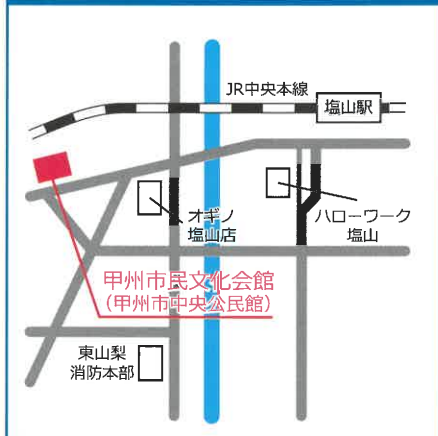 JR中央本線
塩山駅
オギノ
塩山店
ハローワーク
塩山
甲州市民文化会館
(甲州市中央公民館)
東山梨
消防本部